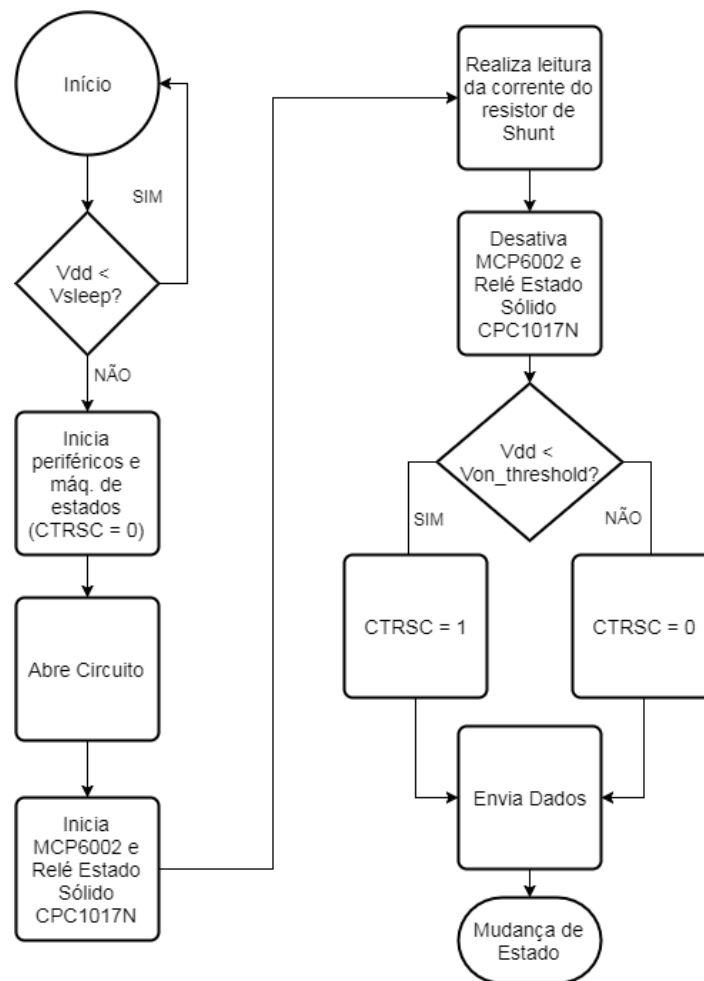 Início
SIM
Vdd <
Vsleep?
NÃO
Inicia
periféricos e
máq. de
estados
(CTRSC = 0)
Abre Circuito
Inicia
MCP6002 e
Relé Estado
Sólido
CPC1017N
Realiza leitura
da corrente do
resistor de
Shunt
Desativa
MCP6002 e
Relé Estado
Sólido
CPC1017N
Vdd <
Von_threshold?
SIM
NÃO
CTRSC = 1
CTRSC = 0
Envia Dados
Mudança de
Estado